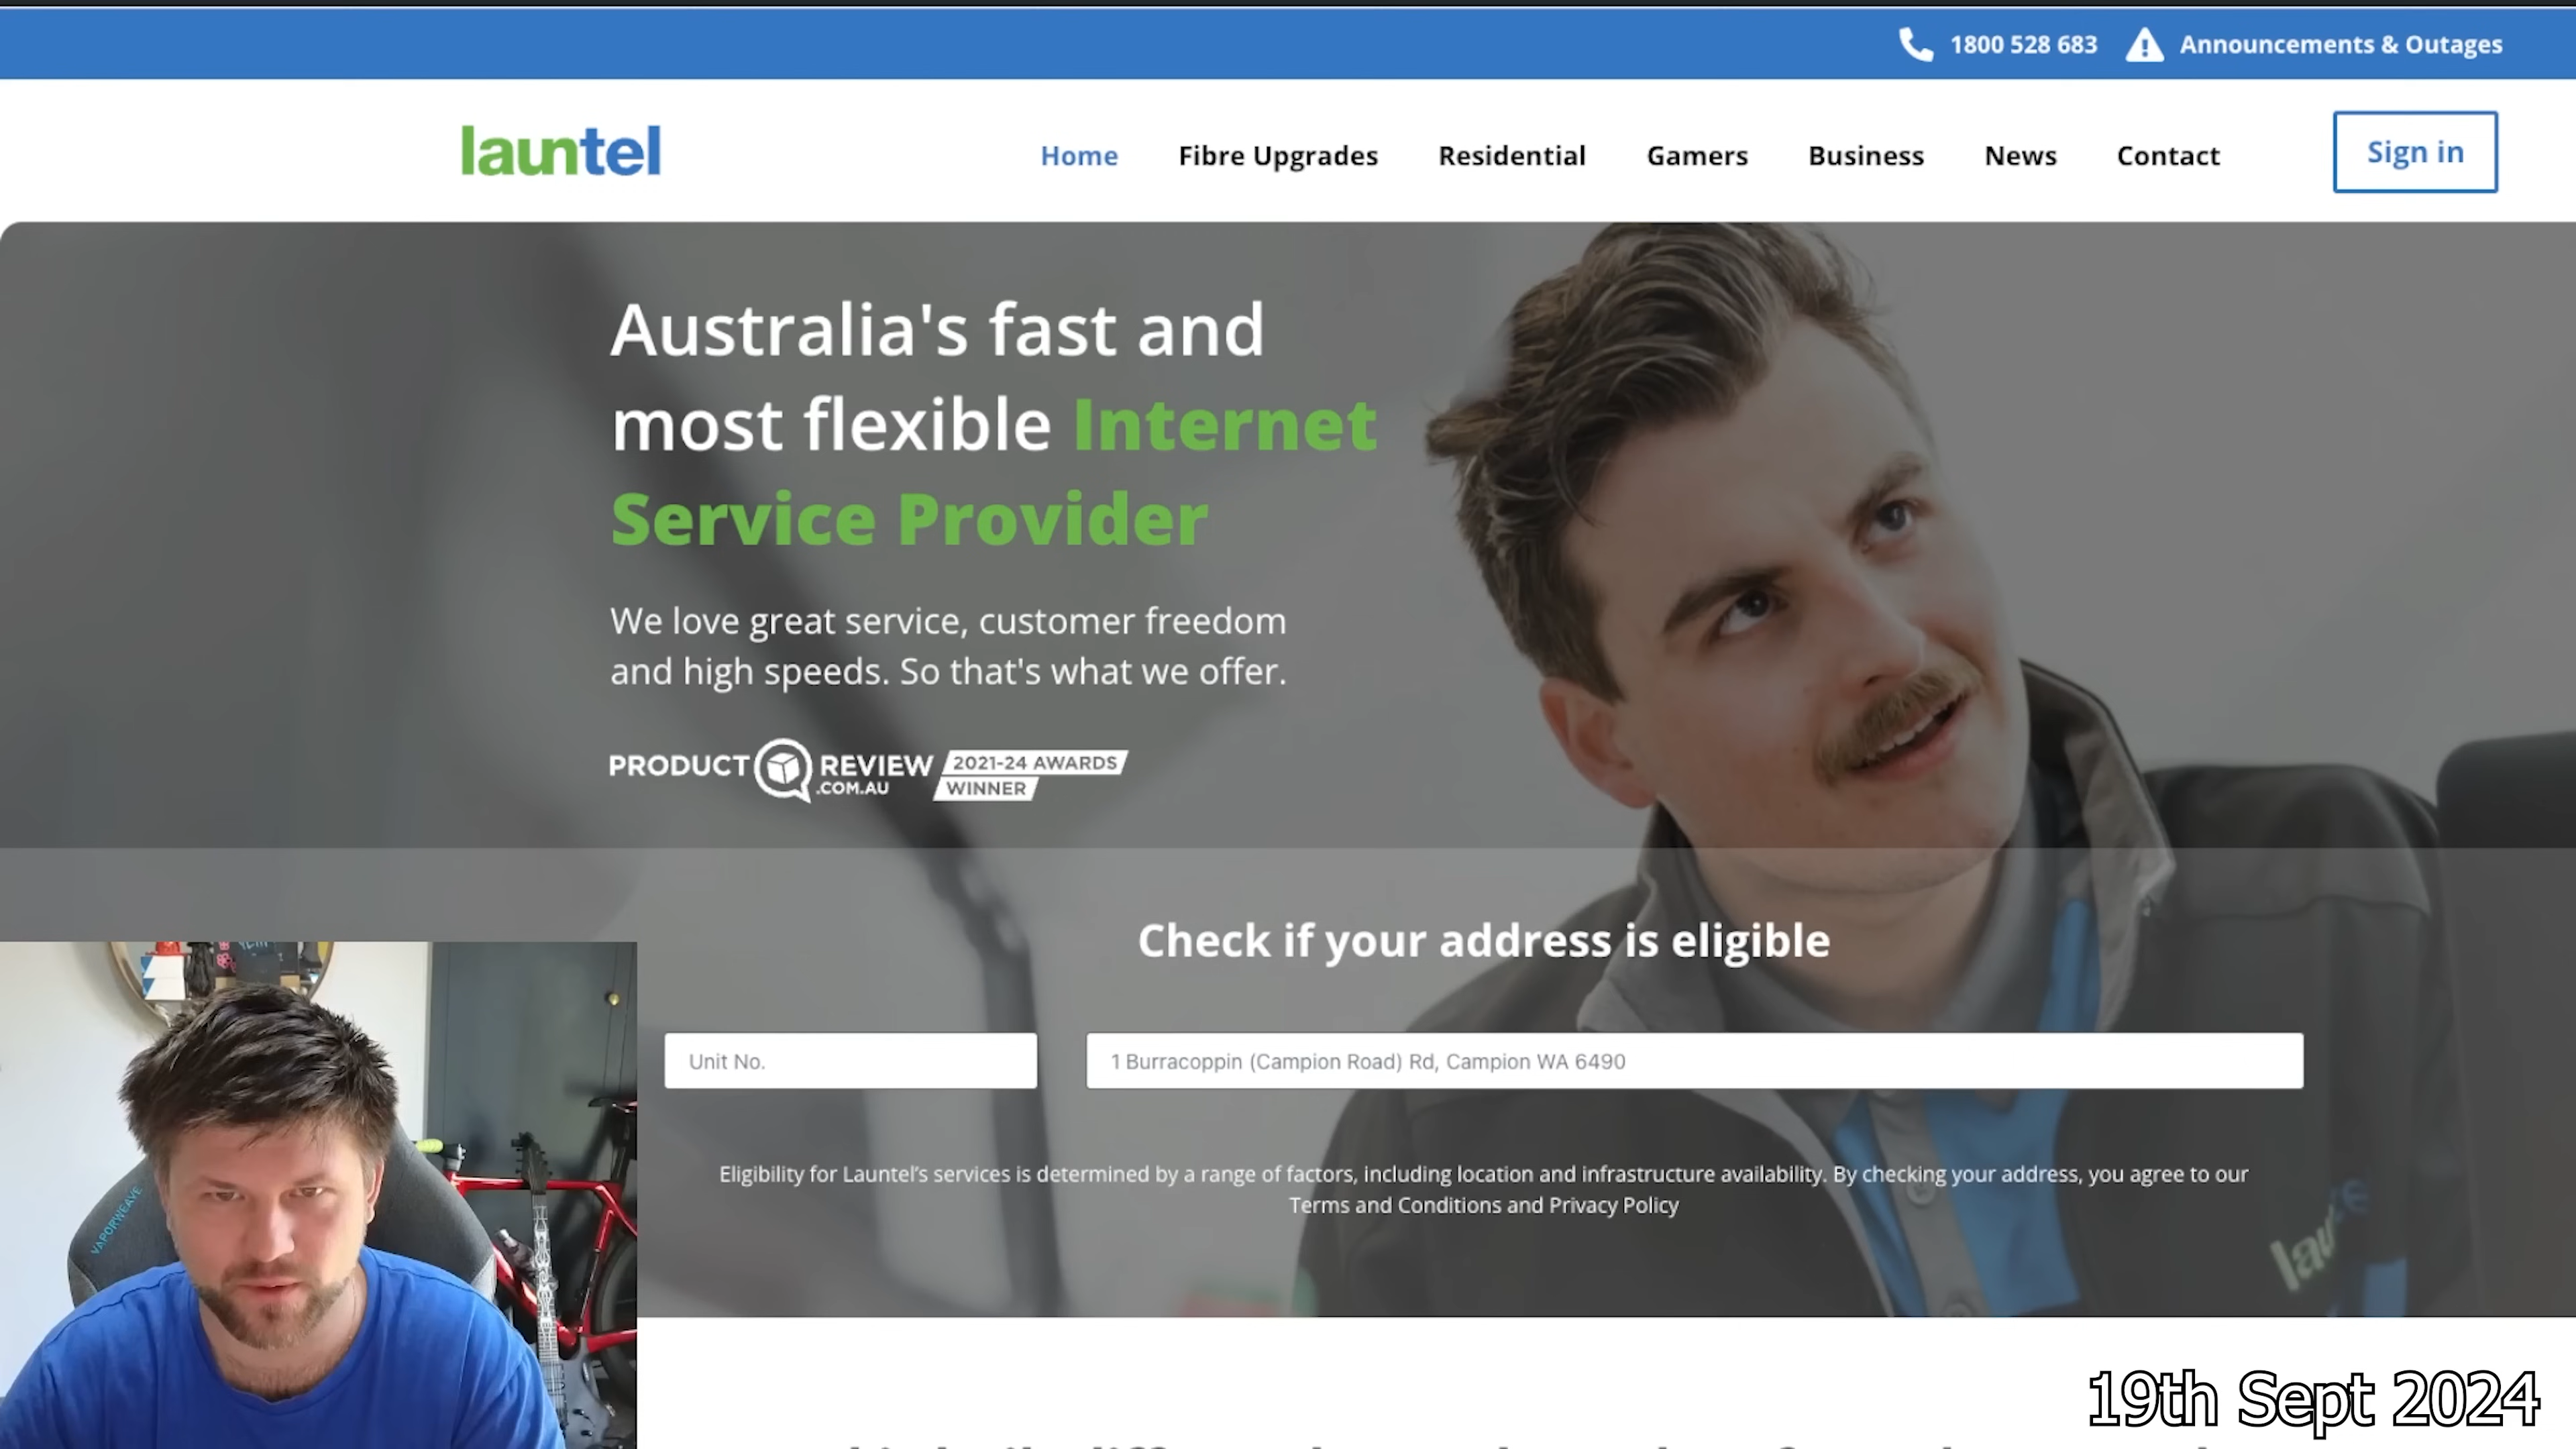 1800 528 683 Announcements & Outages
launtel Home Fibre Upgrades Residential Gamers Business News Contact Sign in
Australia's fast and
most flexible Internet
Service Provider
We love great service, customer freedom
and high speeds. So that's what we offer.
PRODUCT REVIEW .COM.AU 2021-24 AWARDS WINNER
Check if your address is eligible
Unit No. 1 Burracoppin (Campion Road) Rd, Campion WA 6490
Eligibility for Launtel's services is determined by a range of factors, including location and infrastructure availability. By checking your address, you agree to our
Terms and Conditions and Privacy Policy
VAPORWEAVE
19th Sept 2024